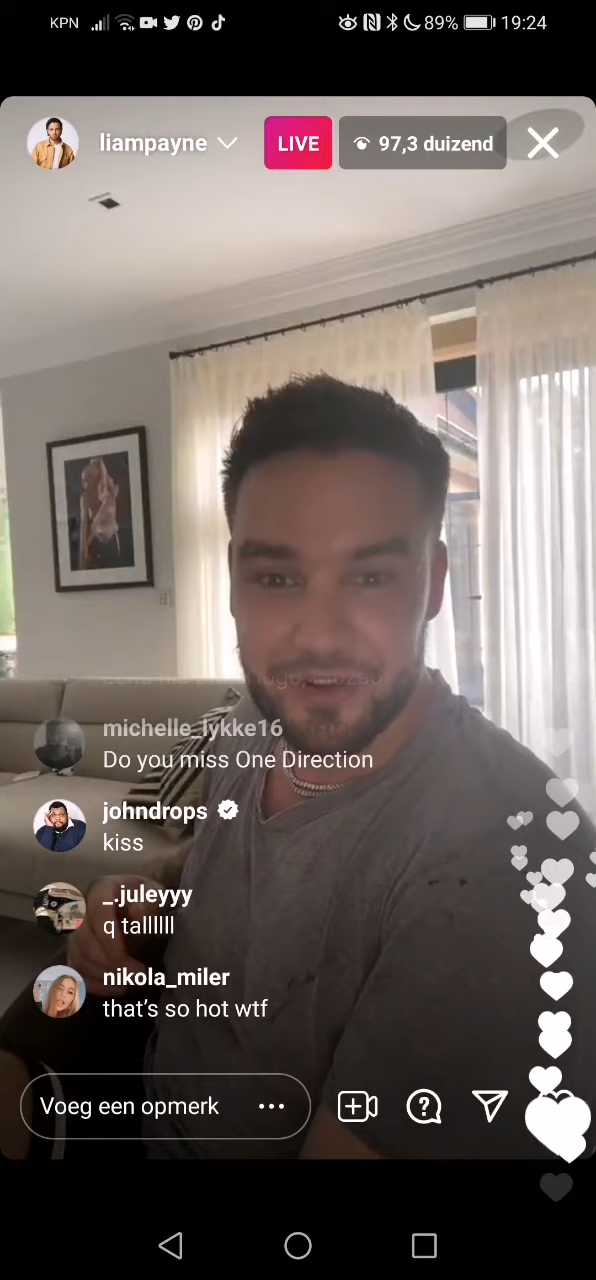 KPN
89%
19:24
liampayne
LIVE
97,3 duizend
michelle_lykke16
Do you miss One Direction
johndrops
kiss
_.juleyyy
q talllllll
nikola_miler
that's so hot wtf
Voeg een opmerk